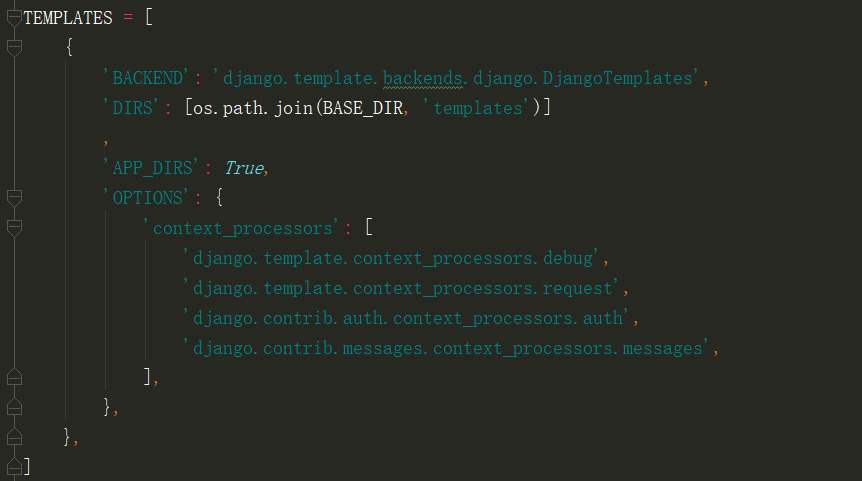 TEMPLATES = [
    {
        'BACKEND': 'django.template.backends.django.DjangoTemplates',
        'DIRS': [os.path.join(BASE_DIR, 'templates')]
        ,
        'APP_DIRS': True,
        'OPTIONS': {
            'context_processors': [
                'django.template.context_processors.debug',
                'django.template.context_processors.request',
                'django.contrib.auth.context_processors.auth',
                'django.contrib.messages.context_processors.messages',
            ],
        },
    },
]